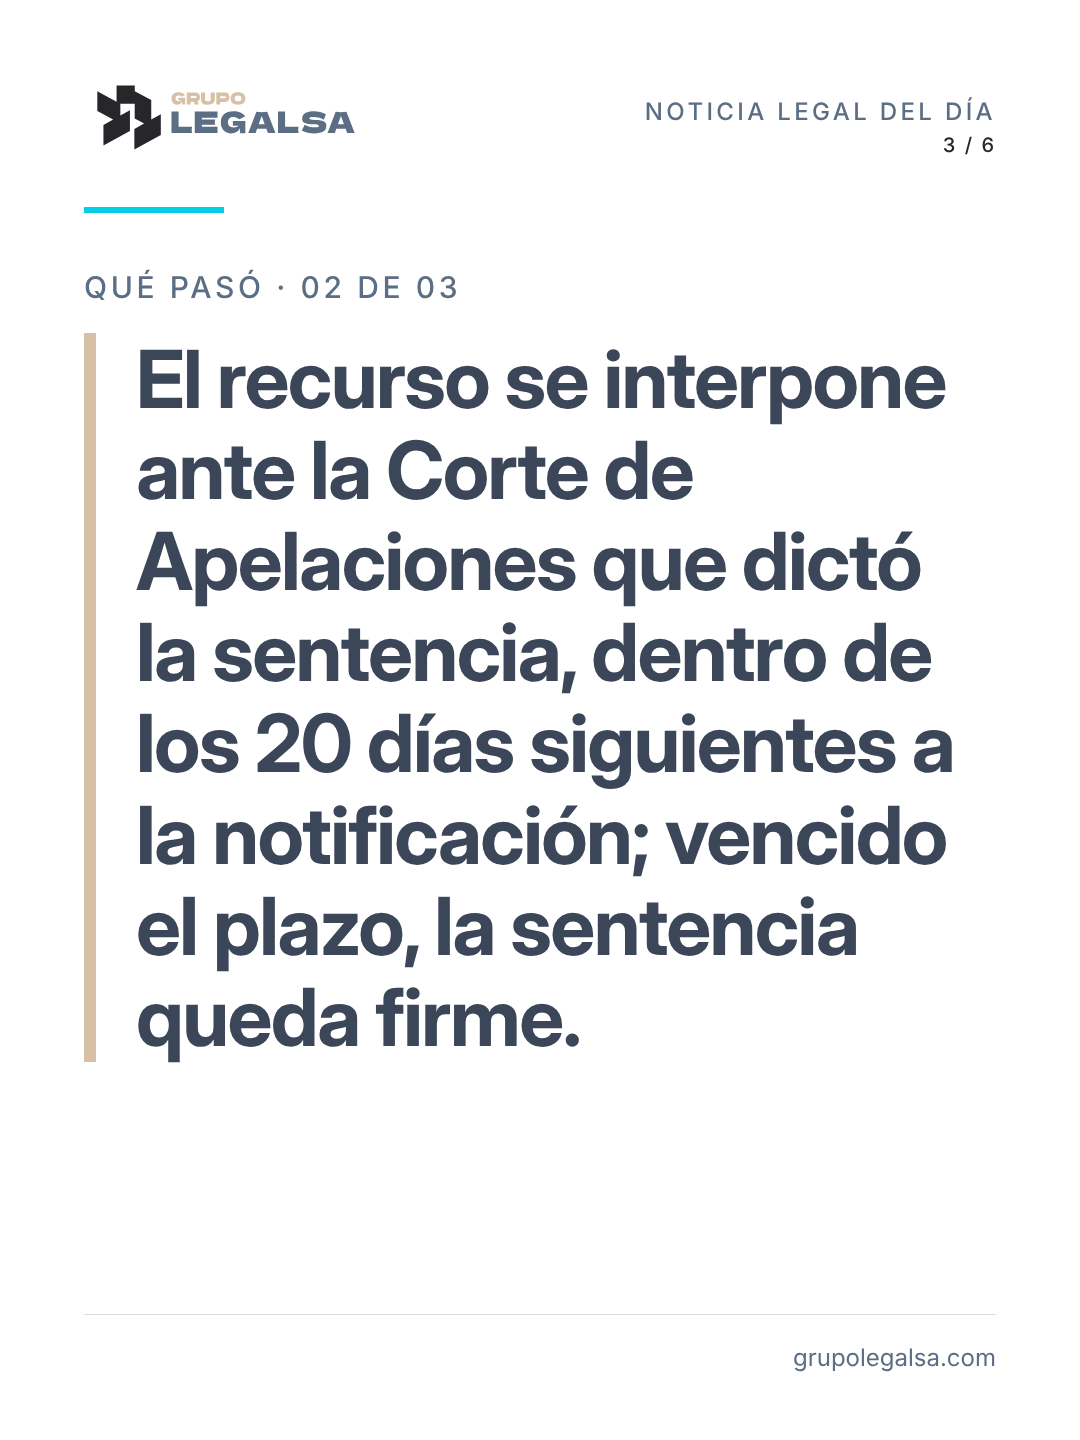 GRUPO
LEGALSA
NOTICIA LEGAL DEL DÍA
3 / 6
QUÉ PASÓ · 02 DE 03
El recurso se interpone
ante la Corte de
Apelaciones que dictó
la sentencia, dentro de
los 20 días siguientes a
la notificación; vencido
el plazo, la sentencia
queda firme.
grupolegalsa.com